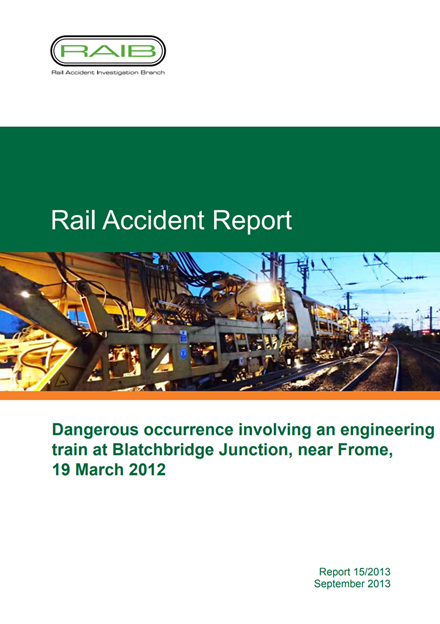 RAIB
Rail Accident Investigation Branch
Rail Accident Report
Dangerous occurrence involving an engineering
train at Blatchbridge Junction, near Frome,
19 March 2012
Report 15/2013
September 2013